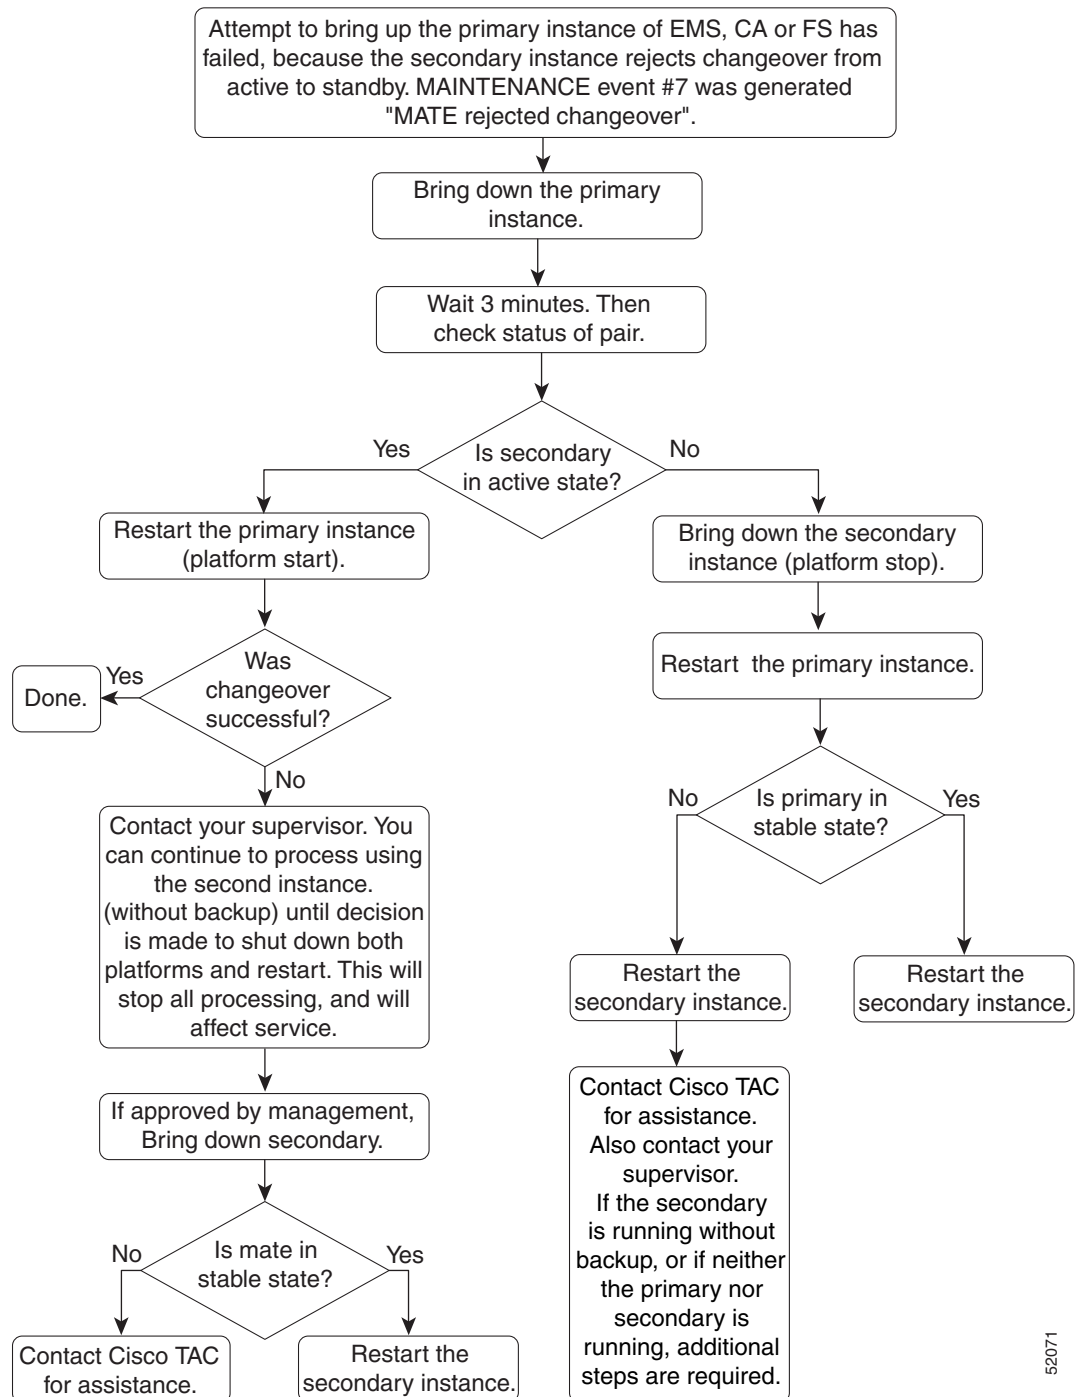 Attempt to bring up the primary instance of EMS, CA or FS has
failed, because the secondary instance rejects changeover from
active to standby. MAINTENANCE event #7 was generated
"MATE rejected changeover".
Bring down the primary
instance.
Wait 3 minutes. Then
check status of pair.
Yes
Is secondary
in active state?
No
Restart the primary instance
(platform start).
Bring down the secondary
instance (platform stop).
Was
changeover
successful?
Yes
Done.
No
Restart the primary instance.
Contact your supervisor. You
can continue to process using
the second instance.
(without backup) until decision
is made to shut down both
platforms and restart. This will
stop all processing, and will
affect service.
No
Is primary in
stable state?
Yes
Restart the
secondary instance.
Restart the
secondary instance.
If approved by management,
Bring down secondary.
Contact Cisco TAC
for assistance.
Also contact your
supervisor.
If the secondary
is running without
backup, or if neither
the primary nor
secondary is
running, additional
steps are required.
No
Is mate in
stable state?
Yes
Contact Cisco TAC
for assistance.
Restart the
secondary instance.
52071